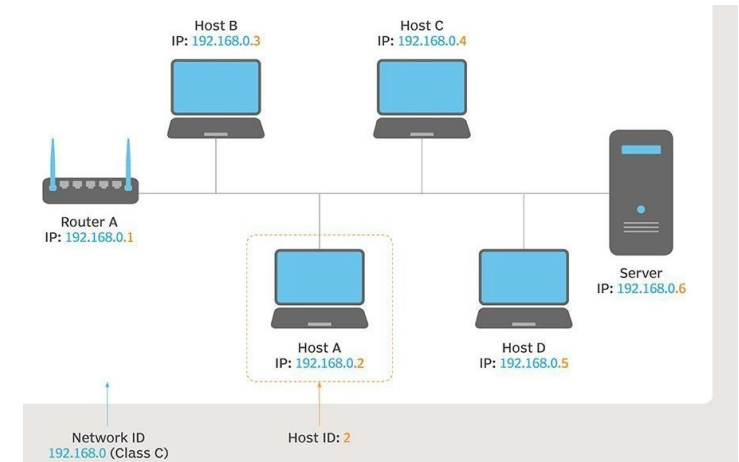 Host B
IP: 192.168.0.3
Host C
IP: 192.168.0.4
Router A
IP: 192.168.0.1
Server
IP: 192.168.0.6
Host A
IP: 192.168.0.2
Host D
IP: 192.168.0.5
Network ID
192.168.0 (Class C)
Host ID: 2